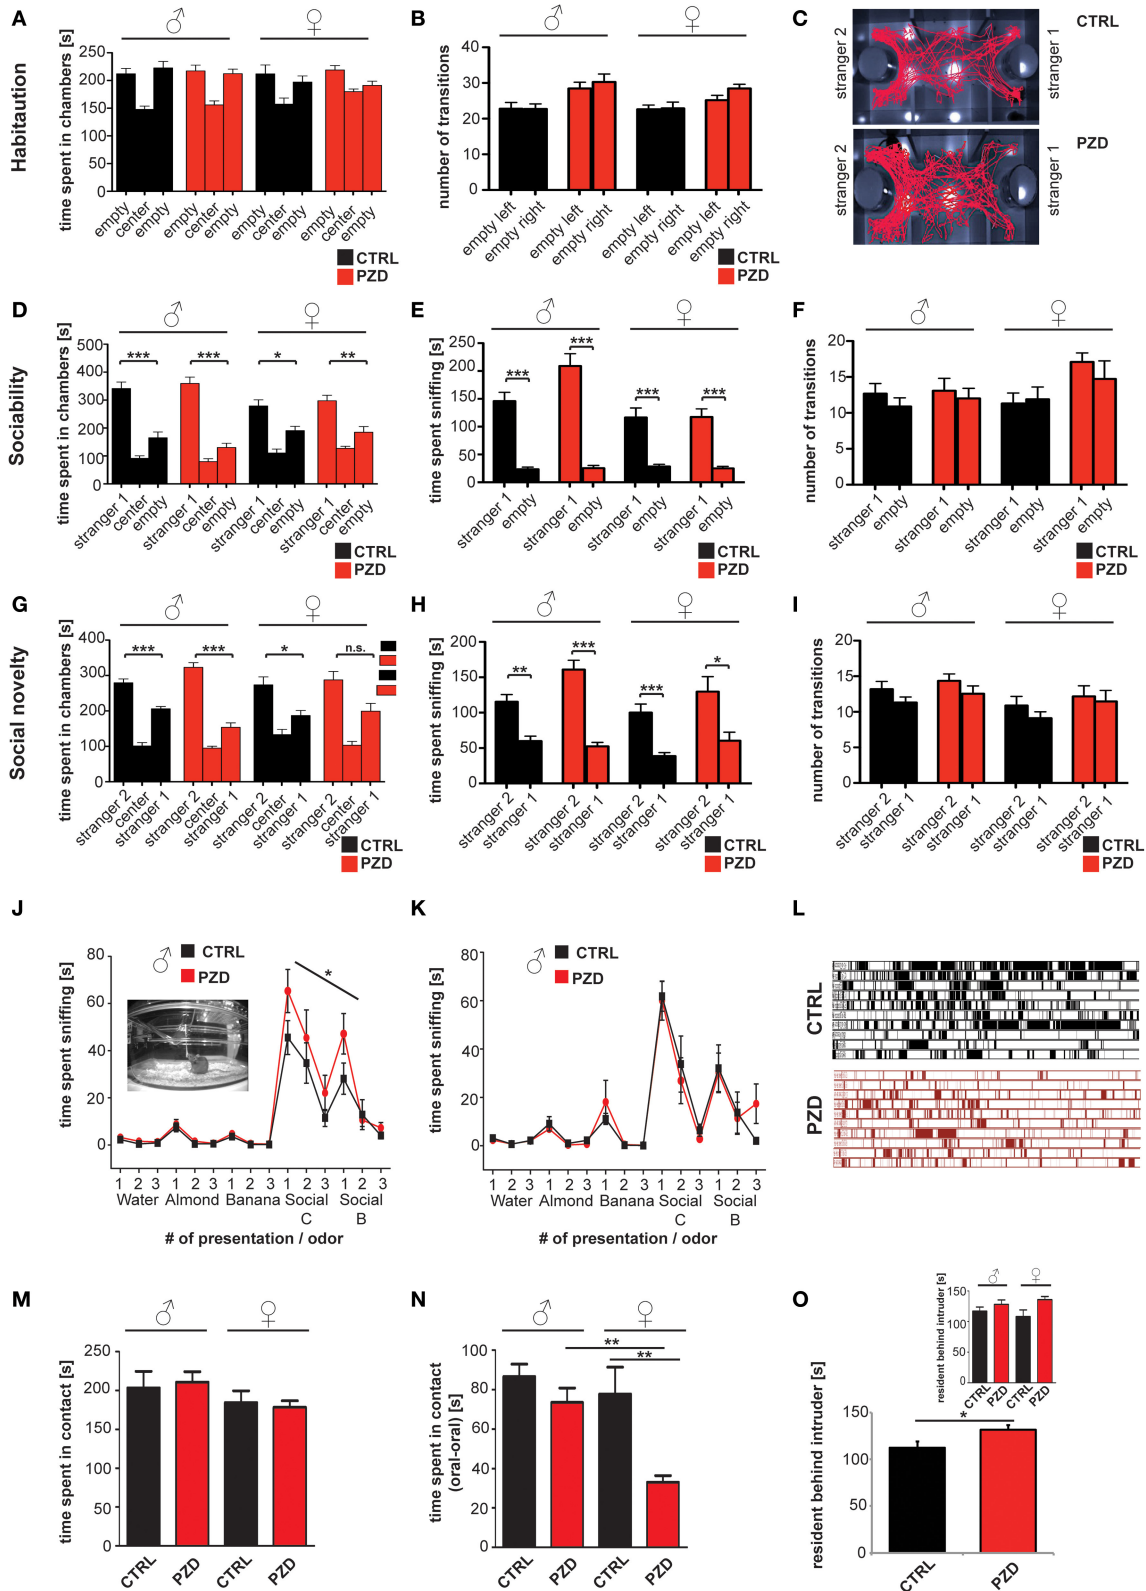 A
♂
♀
Habitaution
time spent in chambers [s]
250
200
150
100
50
0
empty
center
empty
empty
center
empty
empty
center
empty
empty
center
empty
CTRL
PZD
B
♂
♀
number of transitions
40
30
20
10
0
empty left
empty right
empty left
empty right
empty left
empty right
empty left
empty right
CTRL
PZD
C
stranger 2
stranger 1
CTRL
stranger 2
stranger 1
PZD
D
♂
♀
Sociability
time spent in chambers [s]
500
400
300
200
100
0
***
***
*
**
stranger 1
center
empty
stranger 1
center
empty
stranger 1
center
empty
stranger 1
center
empty
CTRL
PZD
E
♂
♀
time spent sniffing [s]
250
200
150
100
50
0
***
***
***
***
stranger 1
empty
stranger 1
empty
stranger 1
empty
stranger 1
empty
CTRL
PZD
F
♂
♀
number of transitions
20
15
10
5
0
stranger 1
empty
stranger 1
empty
stranger 1
empty
stranger 1
empty
CTRL
PZD
G
♂
♀
Social novelty
time spent in chambers [s]
400
300
200
100
0
***
***
*
n.s.
stranger 2
center
stranger 1
stranger 2
center
stranger 1
stranger 2
center
stranger 1
stranger 2
center
stranger 1
CTRL
PZD
H
♂
♀
time spent sniffing [s]
200
150
100
50
0
**
***
***
*
stranger 2
stranger 1
stranger 2
stranger 1
stranger 2
stranger 1
stranger 2
stranger 1
CTRL
PZD
I
♂
♀
number of transitions
20
15
10
5
0
stranger 2
stranger 1
stranger 2
stranger 1
stranger 2
stranger 1
stranger 2
stranger 1
CTRL
PZD
J
♂
CTRL
PZD
*
time spent sniffing [s]
80
60
40
20
0
1 2 3 1 2 3 1 2 3 1 2 3 1 2 3
Water Almond Banana Social Social
C B
# of presentation / odor
K
♂
CTRL
PZD
time spent sniffing [s]
80
60
40
20
0
1 2 3 1 2 3 1 2 3 1 2 3 1 2 3
Water Almond Banana Social Social
C B
# of presentation / odor
L
CTRL
PZD
M
♂
♀
time spent in contact [s]
250
200
150
100
50
0
CTRL
PZD
CTRL
PZD
N
♂
♀
time spent in contact
(oral-oral) [s]
100
80
60
40
20
0
**
**
CTRL
PZD
CTRL
PZD
O
♂
♀
resident behind intruder [s]
150
100
50
0
CTRL
PZD
CTRL
PZD
resident behind intruder [s]
150
100
50
0
*
CTRL
PZD